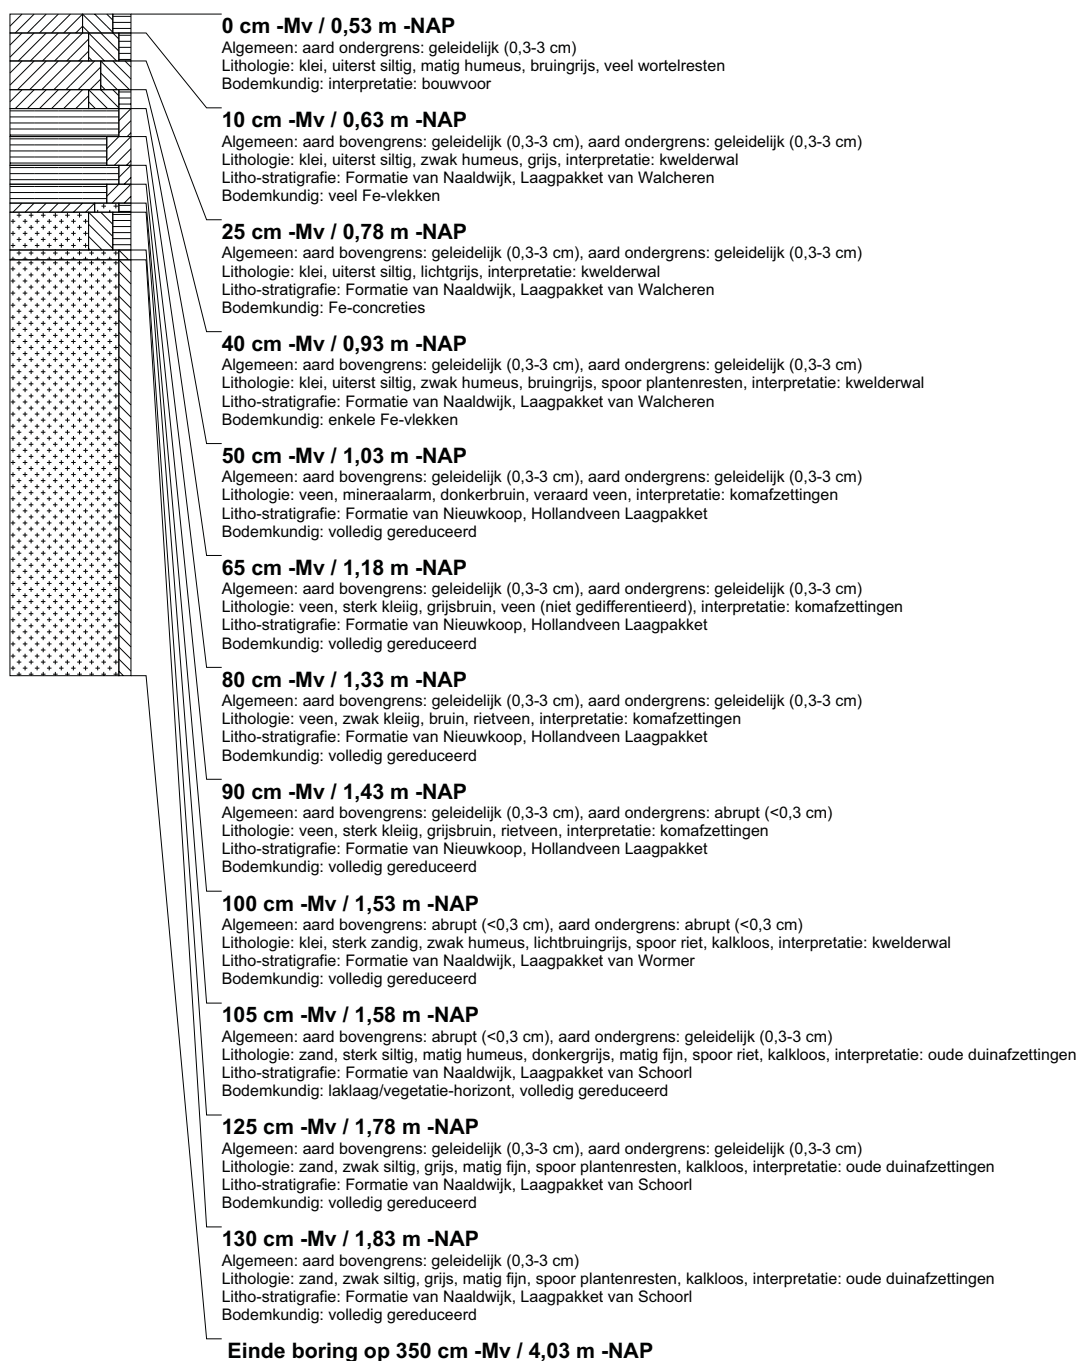 0 cm -Mv / 0,53 m -NAP
Algemeen: aard ondergrens: geleidelijk (0,3-3 cm)
Lithologie: klei, uiterst siltig, matig humeus, bruingrijs, veel wortelresten
Bodemkundig: interpretatie: bouwvoor
10 cm -Mv / 0,63 m -NAP
Algemeen: aard bovengrens: geleidelijk (0,3-3 cm), aard ondergrens: geleidelijk (0,3-3 cm)
Lithologie: klei, uiterst siltig, zwak humeus, grijs, interpretatie: kwelderwal
Litho-stratigrafie: Formatie van Naaldwijk, Laagpakket van Walcheren
Bodemkundig: veel Fe-vlekken
25 cm -Mv / 0,78 m -NAP
Algemeen: aard bovengrens: geleidelijk (0,3-3 cm), aard ondergrens: geleidelijk (0,3-3 cm)
Lithologie: klei, uiterst siltig, lichtgrijs, interpretatie: kwelderwal
Litho-stratigrafie: Formatie van Naaldwijk, Laagpakket van Walcheren
Bodemkundig: Fe-concreties
40 cm -Mv / 0,93 m -NAP
Algemeen: aard bovengrens: geleidelijk (0,3-3 cm), aard ondergrens: geleidelijk (0,3-3 cm)
Lithologie: klei, uiterst siltig, zwak humeus, bruingrijs, spoor plantenresten, interpretatie: kwelderwal
Litho-stratigrafie: Formatie van Naaldwijk, Laagpakket van Walcheren
Bodemkundig: enkele Fe-vlekken
50 cm -Mv / 1,03 m -NAP
Algemeen: aard bovengrens: geleidelijk (0,3-3 cm), aard ondergrens: geleidelijk (0,3-3 cm)
Lithologie: veen, mineraalarm, donkerbruin, veraard veen, interpretatie: komafzettingen
Litho-stratigrafie: Formatie van Nieuwkoop, Hollandveen Laagpakket
Bodemkundig: volledig gereduceerd
65 cm -Mv / 1,18 m -NAP
Algemeen: aard bovengrens: geleidelijk (0,3-3 cm), aard ondergrens: geleidelijk (0,3-3 cm)
Lithologie: veen, sterk kleiig, grijsbruin, veen (niet gedifferentieerd), interpretatie: komafzettingen
Litho-stratigrafie: Formatie van Nieuwkoop, Hollandveen Laagpakket
Bodemkundig: volledig gereduceerd
80 cm -Mv / 1,33 m -NAP
Algemeen: aard bovengrens: geleidelijk (0,3-3 cm), aard ondergrens: geleidelijk (0,3-3 cm)
Lithologie: veen, zwak kleiig, bruin, rietveen, interpretatie: komafzettingen
Litho-stratigrafie: Formatie van Nieuwkoop, Hollandveen Laagpakket
Bodemkundig: volledig gereduceerd
90 cm -Mv / 1,43 m -NAP
Algemeen: aard bovengrens: geleidelijk (0,3-3 cm), aard ondergrens: abrupt (<0,3 cm)
Lithologie: veen, sterk kleiig, grijsbruin, rietveen, interpretatie: komafzettingen
Litho-stratigrafie: Formatie van Nieuwkoop, Hollandveen Laagpakket
Bodemkundig: volledig gereduceerd
100 cm -Mv / 1,53 m -NAP
Algemeen: aard bovengrens: abrupt (<0,3 cm), aard ondergrens: abrupt (<0,3 cm)
Lithologie: klei, sterk zandig, zwak humeus, lichtbruingrijs, spoor riet, kalkloos, interpretatie: kwelderwal
Litho-stratigrafie: Formatie van Naaldwijk, Laagpakket van Wormer
Bodemkundig: volledig gereduceerd
105 cm -Mv / 1,58 m -NAP
Algemeen: aard bovengrens: abrupt (<0,3 cm), aard ondergrens: geleidelijk (0,3-3 cm)
Lithologie: zand, sterk siltig, matig humeus, donkergrijs, matig fijn, spoor riet, kalkloos, interpretatie: oude duinafzettingen
Litho-stratigrafie: Formatie van Naaldwijk, Laagpakket van Schoorl
Bodemkundig: laklaag/vegetatie-horizont, volledig gereduceerd
125 cm -Mv / 1,78 m -NAP
Algemeen: aard bovengrens: geleidelijk (0,3-3 cm), aard ondergrens: geleidelijk (0,3-3 cm)
Lithologie: zand, zwak siltig, grijs, matig fijn, spoor plantenresten, kalkloos, interpretatie: oude duinafzettingen
Litho-stratigrafie: Formatie van Naaldwijk, Laagpakket van Schoorl
Bodemkundig: volledig gereduceerd
130 cm -Mv / 1,83 m -NAP
Algemeen: aard bovengrens: geleidelijk (0,3-3 cm)
Lithologie: zand, zwak siltig, grijs, matig fijn, spoor plantenresten, kalkloos, interpretatie: oude duinafzettingen
Litho-stratigrafie: Formatie van Naaldwijk, Laagpakket van Schoorl
Bodemkundig: volledig gereduceerd
Einde boring op 350 cm -Mv / 4,03 m -NAP